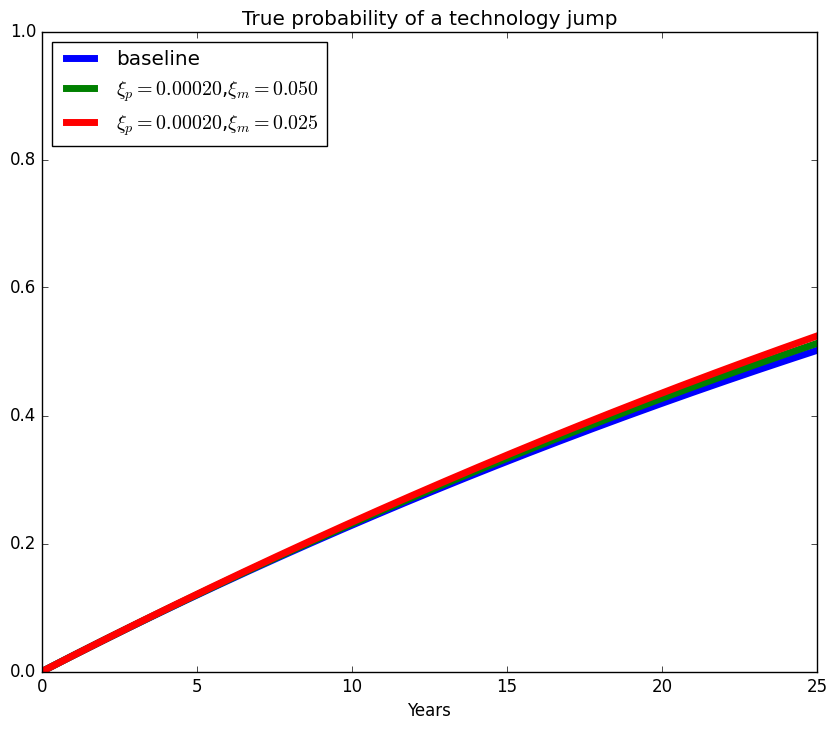 True probability of a technology jump
baseline
ξp = 0.00020,ξm = 0.050
ξp = 0.00020,ξm = 0.025
1.0
0.8
0.6
0.4
0.2
0.0
0 5 10 15 20 25
Years